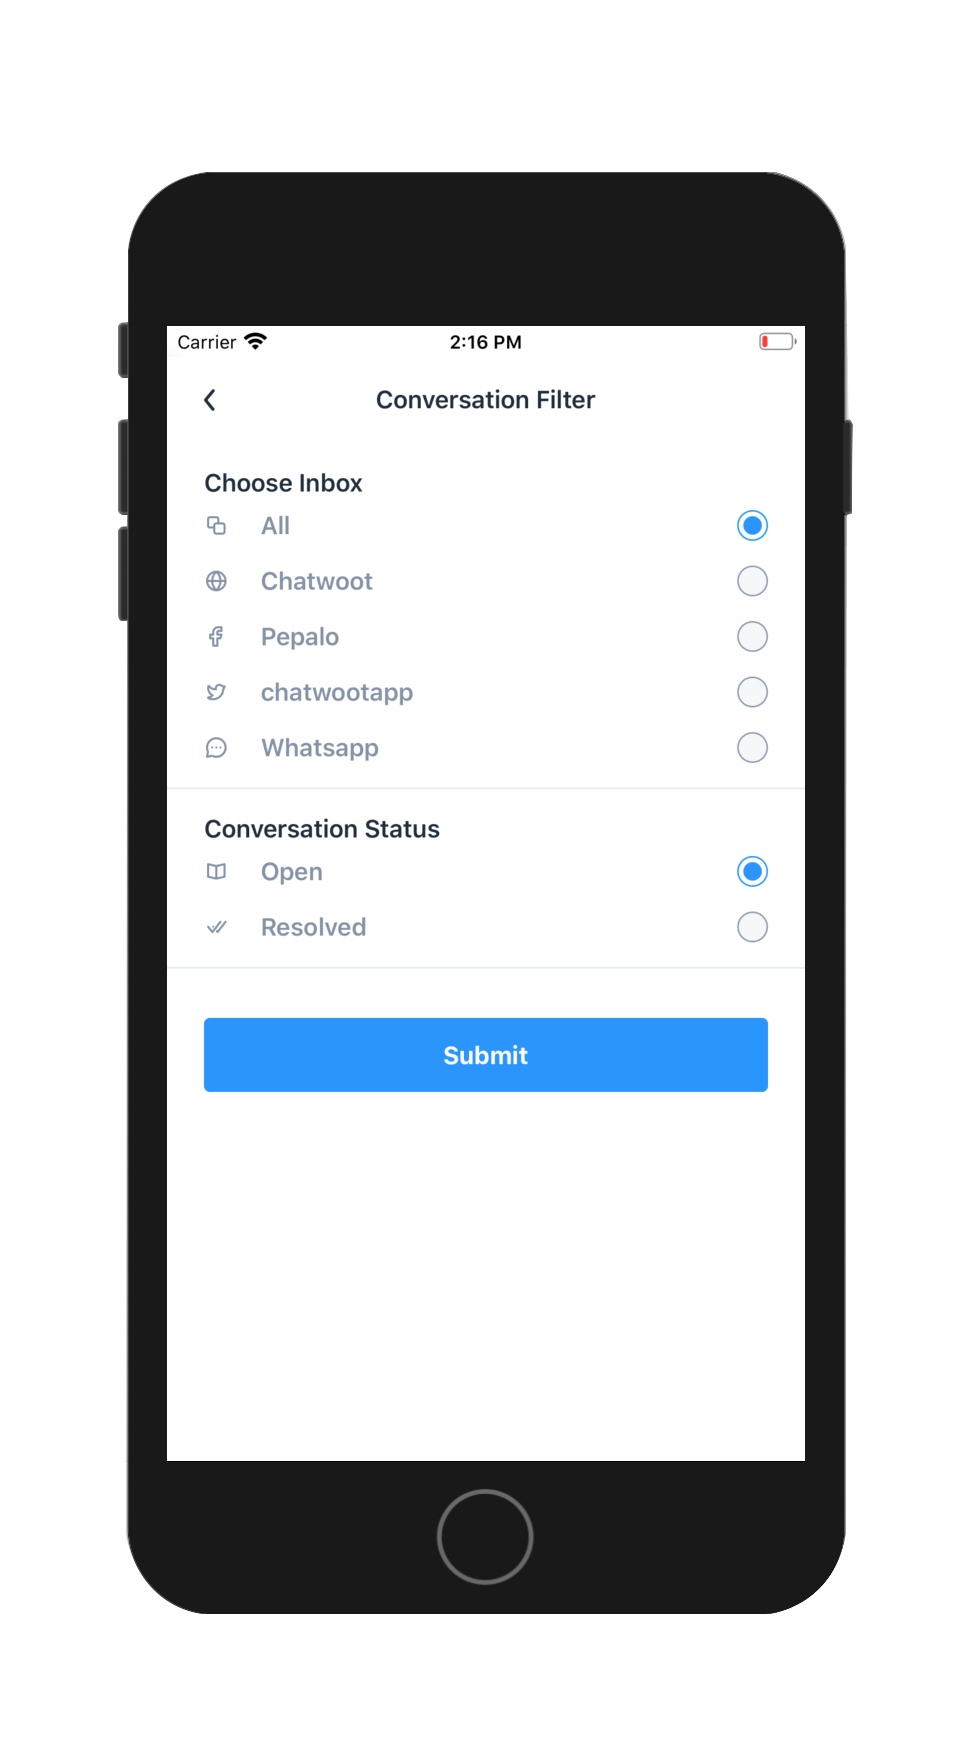 Carrier 2:16 PM
Conversation Filter
Choose Inbox
All
Chatwoot
Pepalo
chatwootapp
Whatsapp
Conversation Status
Open
Resolved
Submit